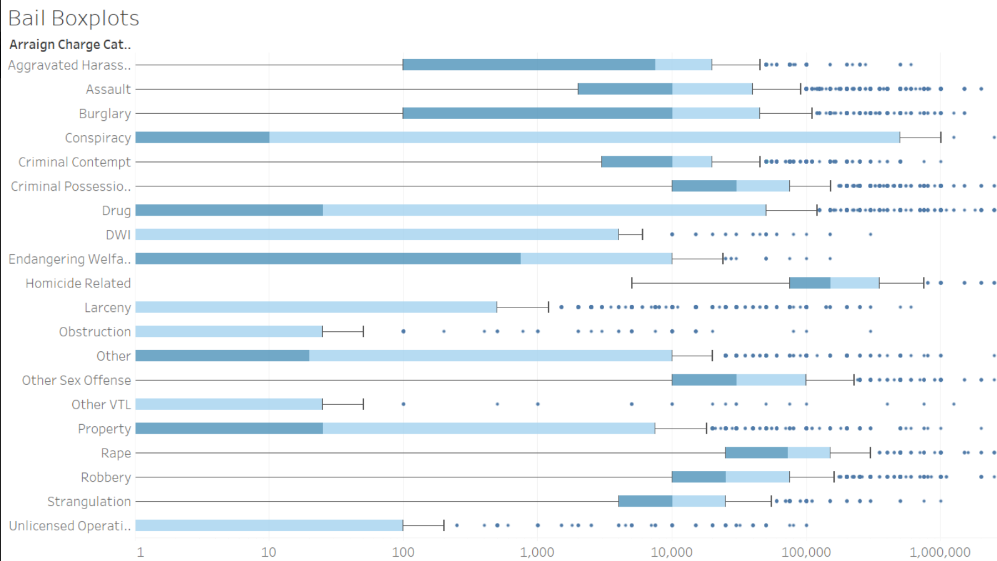 Bail Boxplots
Arraign Charge Cat..
Aggravated Harass..
Assault
Burglary
Conspiracy
Criminal Contempt
Criminal Possessio..
Drug
DWI
Endangering Welfa..
Homicide Related
Larceny
Obstruction
Other
Other Sex Offense
Other VTL
Property
Rape
Robbery
Strangulation
Unlicensed Operati..
1 10 100 1,000 10,000 100,000 1,000,000